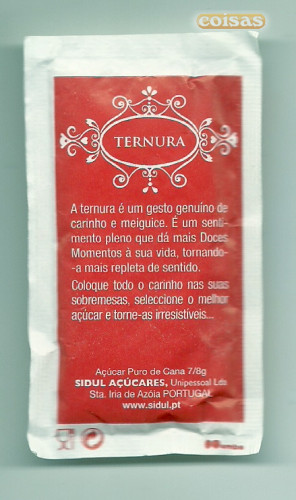 coisas
TERNURA
A ternura é um gesto genuíno de
carinho e meiguice. É um senti-
mento pleno que dá mais Doces
Momentos à sua vida, tornando-
-a mais repleta de sentido.
Coloque todo o carinho nas suas
sobremesas, seleccione o melhor
açúcar e torne-as irresistíveis...
Açúcar Puro de Cana 7/8g
SIDUL AÇÚCARES, Unipessoal Lda
Sta. Iria de Azóia PORTUGAL
www.sidul.pt